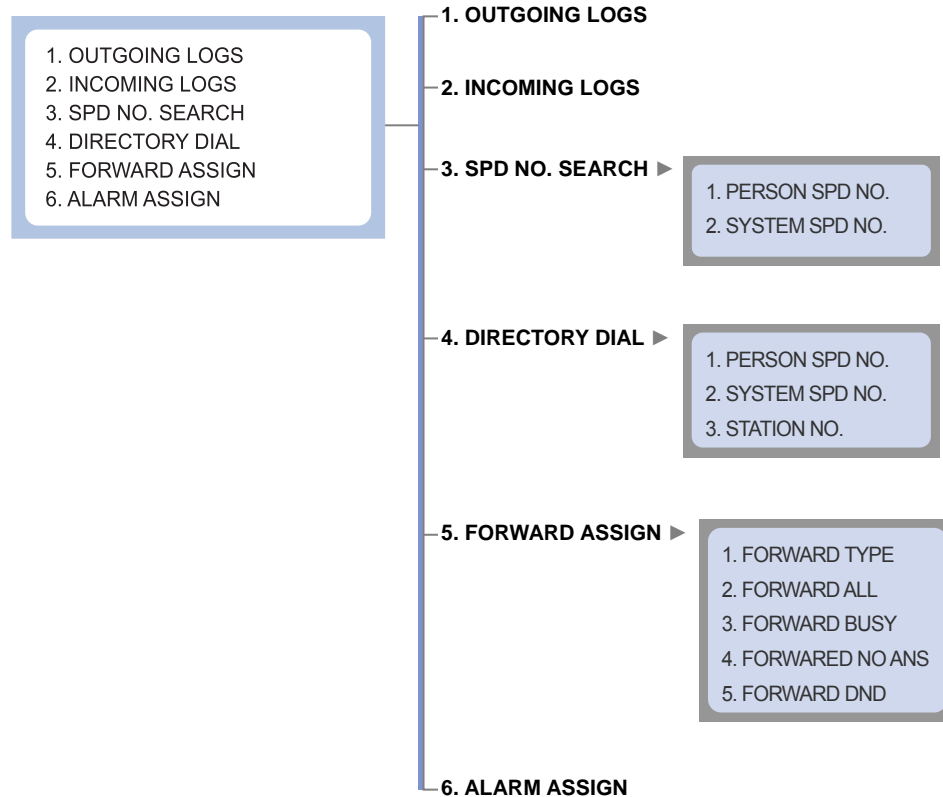 1. OUTGOING LOGS
2. INCOMING LOGS
3. SPD NO. SEARCH
4. DIRECTORY DIAL
5. FORWARD ASSIGN
6. ALARM ASSIGN
1. OUTGOING LOGS
2. INCOMING LOGS
3. SPD NO. SEARCH ►
1. PERSON SPD NO.
2. SYSTEM SPD NO.
4. DIRECTORY DIAL ►
1. PERSON SPD NO.
2. SYSTEM SPD NO.
3. STATION NO.
5. FORWARD ASSIGN ►
1. FORWARD TYPE
2. FORWARD ALL
3. FORWARD BUSY
4. FORWARED NO ANS
5. FORWARD DND
6. ALARM ASSIGN